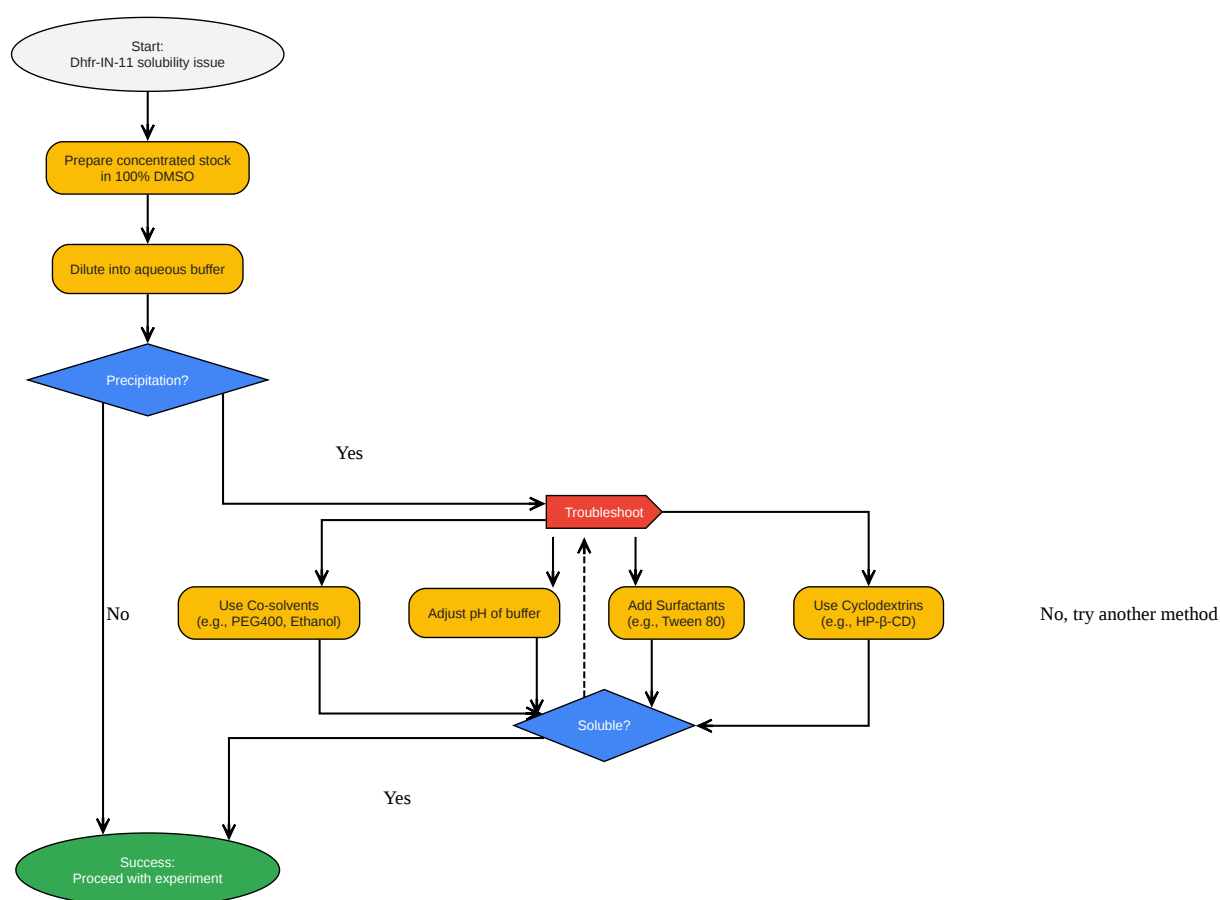 Start:
Dhfr-IN-11 solubility issue
Prepare concentrated stock
in 100% DMSO
Dilute into aqueous buffer
Precipitation?
Yes
Troubleshoot
No
Use Co-solvents
(e.g., PEG400, Ethanol)
Adjust pH of buffer
Add Surfactants
(e.g., Tween 80)
Use Cyclodextrins
(e.g., HP-β-CD)
No, try another method
Soluble?
Yes
Success:
Proceed with experiment